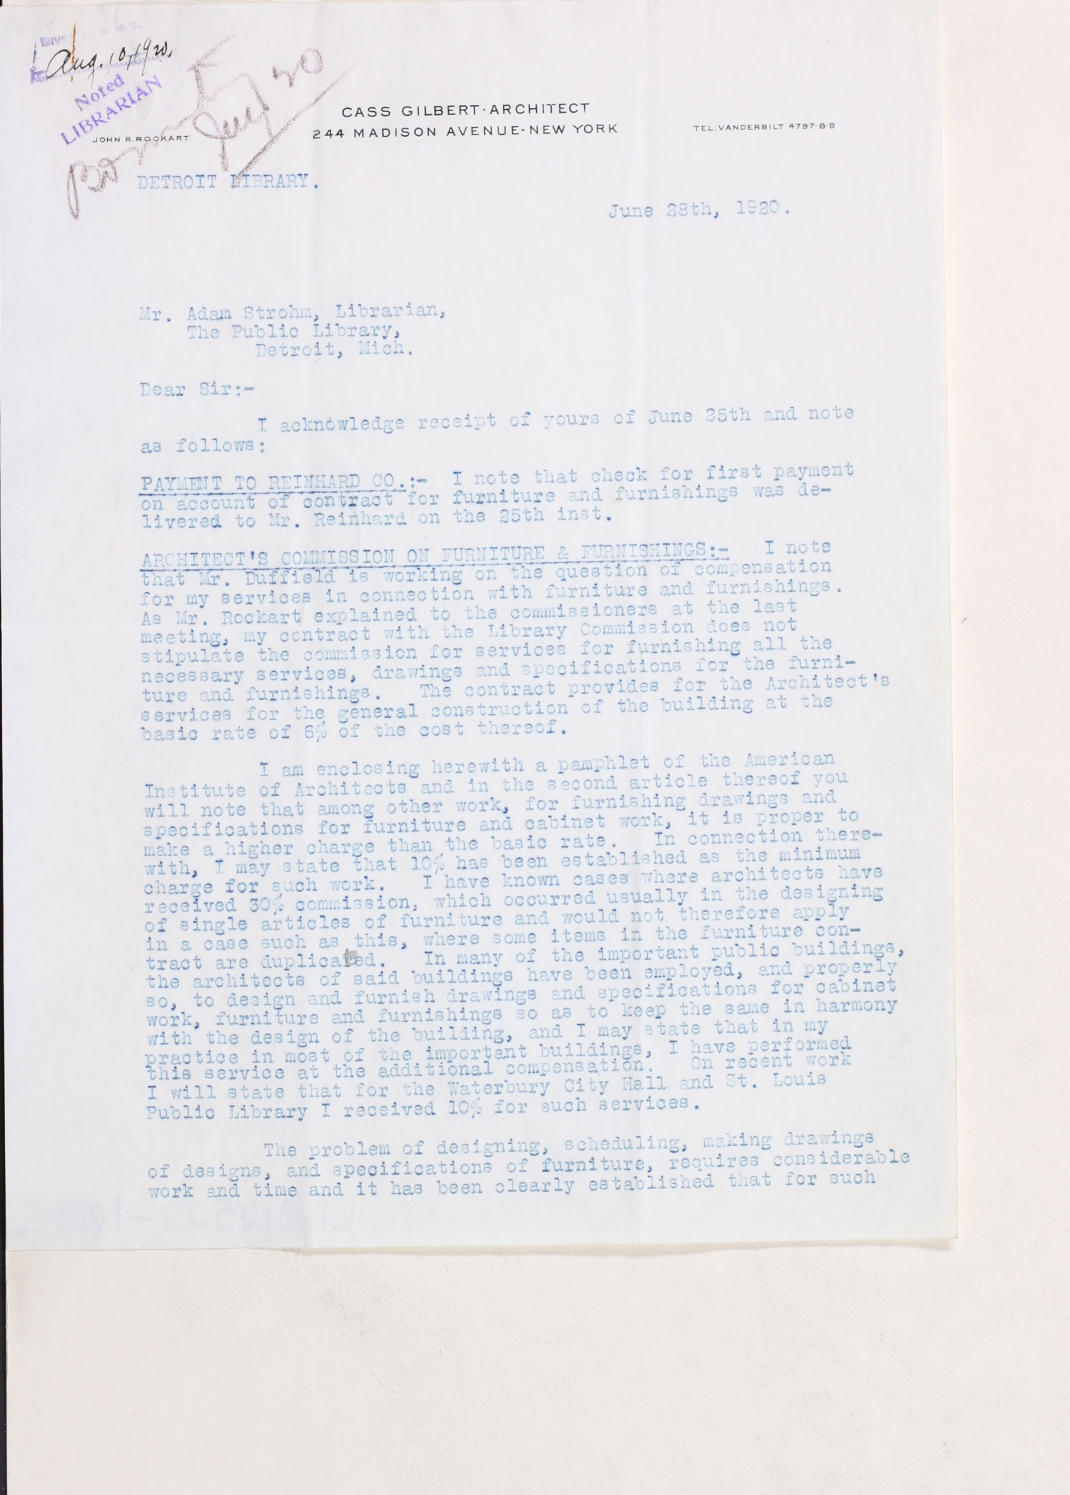 Aug. 10, 1920.
Noted
LIBRARIAN
July 20
CASS GILBERT·ARCHITECT
244 MADISON AVENUE·NEW YORK
JOHN R. ROCKART
TEL. VANDERBILT 4797-8-9
DETROIT LIBRARY.
June 28th, 1920.
Mr. Adam Strohm, Librarian,
The Public Library,
Detroit, Mich.
Dear Sir:-
I acknowledge receipt of yours of June 25th and note
as follows:
PAYMENT TO REINHARD CO.:- I note that check for first payment
on account of contract for furniture and furnishings was de-
livered to Mr. Reinhard on the 25th inst.
ARCHITECT'S COMMISSION ON FURNITURE & FURNISHINGS:- I note
that Mr. Duffield is working on the question of compensation
for my services in connection with furniture and furnishings.
As Mr. Rockart explained to the commissioners at the last
meeting, my contract with the Library Commission does not
stipulate the commission for services for furnishing all the
necessary services, drawings and specifications for the furni-
ture and furnishings. The contract provides for the Architect's
services for the general construction of the building at the
basic rate of 6% of the cost thereof.
I am enclosing herewith a pamphlet of the American
Institute of Architects and in the second article thereof you
will note that among other work, for furnishing drawings and
specifications for furniture and cabinet work, it is proper to
make a higher charge than the basic rate. In connection there-
with, I may state that 10% has been established as the minimum
charge for such work. I have known cases where architects have
received 30% commission, which occurred usually in the designing
of single articles of furniture and would not therefore apply
in a case such as this, where some items in the furniture con-
tract are duplicated. In many of the important public buildings,
the architects of said buildings have been employed, and properly
so, to design and furnish drawings and specifications for cabinet
work, furniture and furnishings so as to keep the same in harmony
with the design of the building, and I may state that in my
practice in most of the important buildings, I have performed
this service at the additional compensation. On recent work
I will state that for the Waterbury City Hall and St. Louis
Public Library I received 10% for such services.
The problem of designing, scheduling, making drawings
of designs, and specifications of furniture, requires considerable
work and time and it has been clearly established that for such